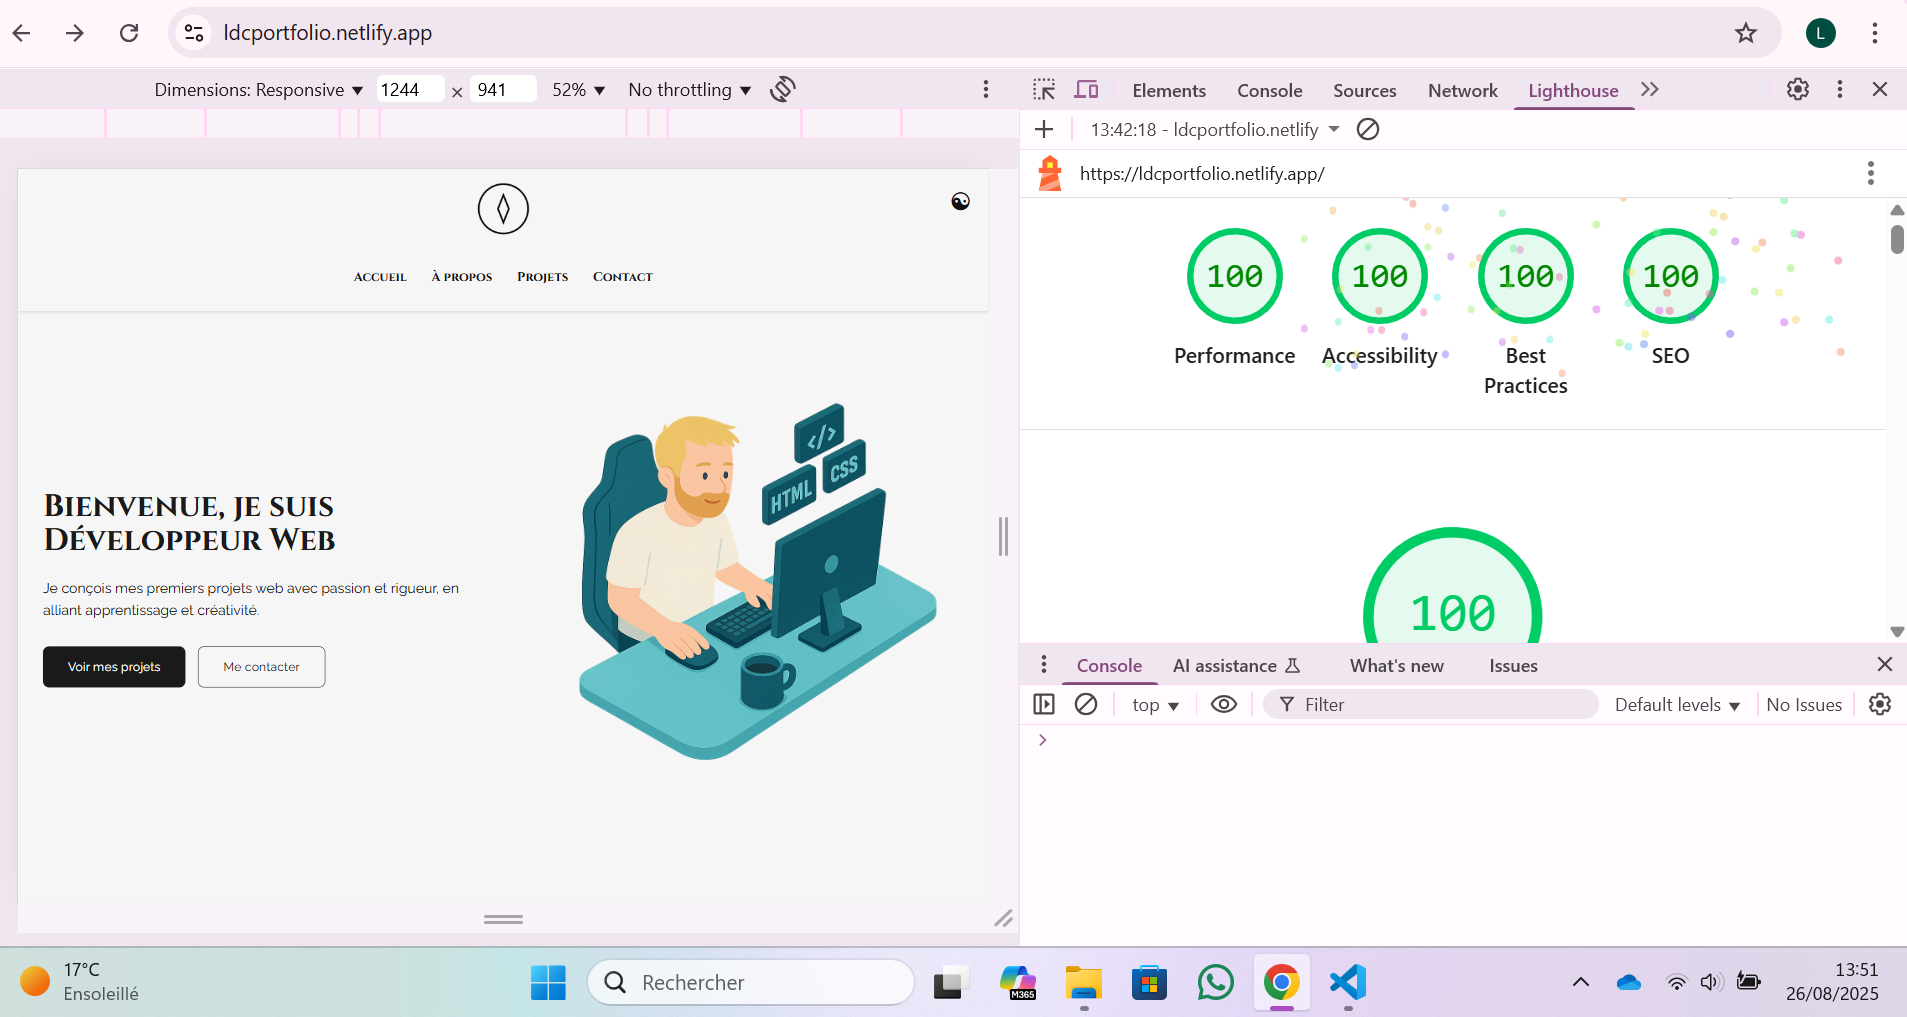 ldcportfolio.netlify.app
L
Dimensions: Responsive ▼ 1244 × 941 52% ▼ No throttling ▼
Elements Console Sources Network Lighthouse
13:42:18 - ldcportfolio.netlify
https://ldcportfolio.netlify.app/
Accueil À propos Projets Contact
Bienvenue, je suis
Développeur Web
Je conçois mes premiers projets web avec passion et rigueur, en
alliant apprentissage et créativité.
Voir mes projets Me contacter
</>
HTML CSS
100 100 100 100
Performance Accessibility Best
Practices SEO
100
Console AI assistance What's new Issues
top ▼ Filter Default levels ▼ No Issues
17°C
Ensoleillé
Rechercher
M365
13:51
26/08/2025